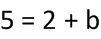 5 = 2 + b